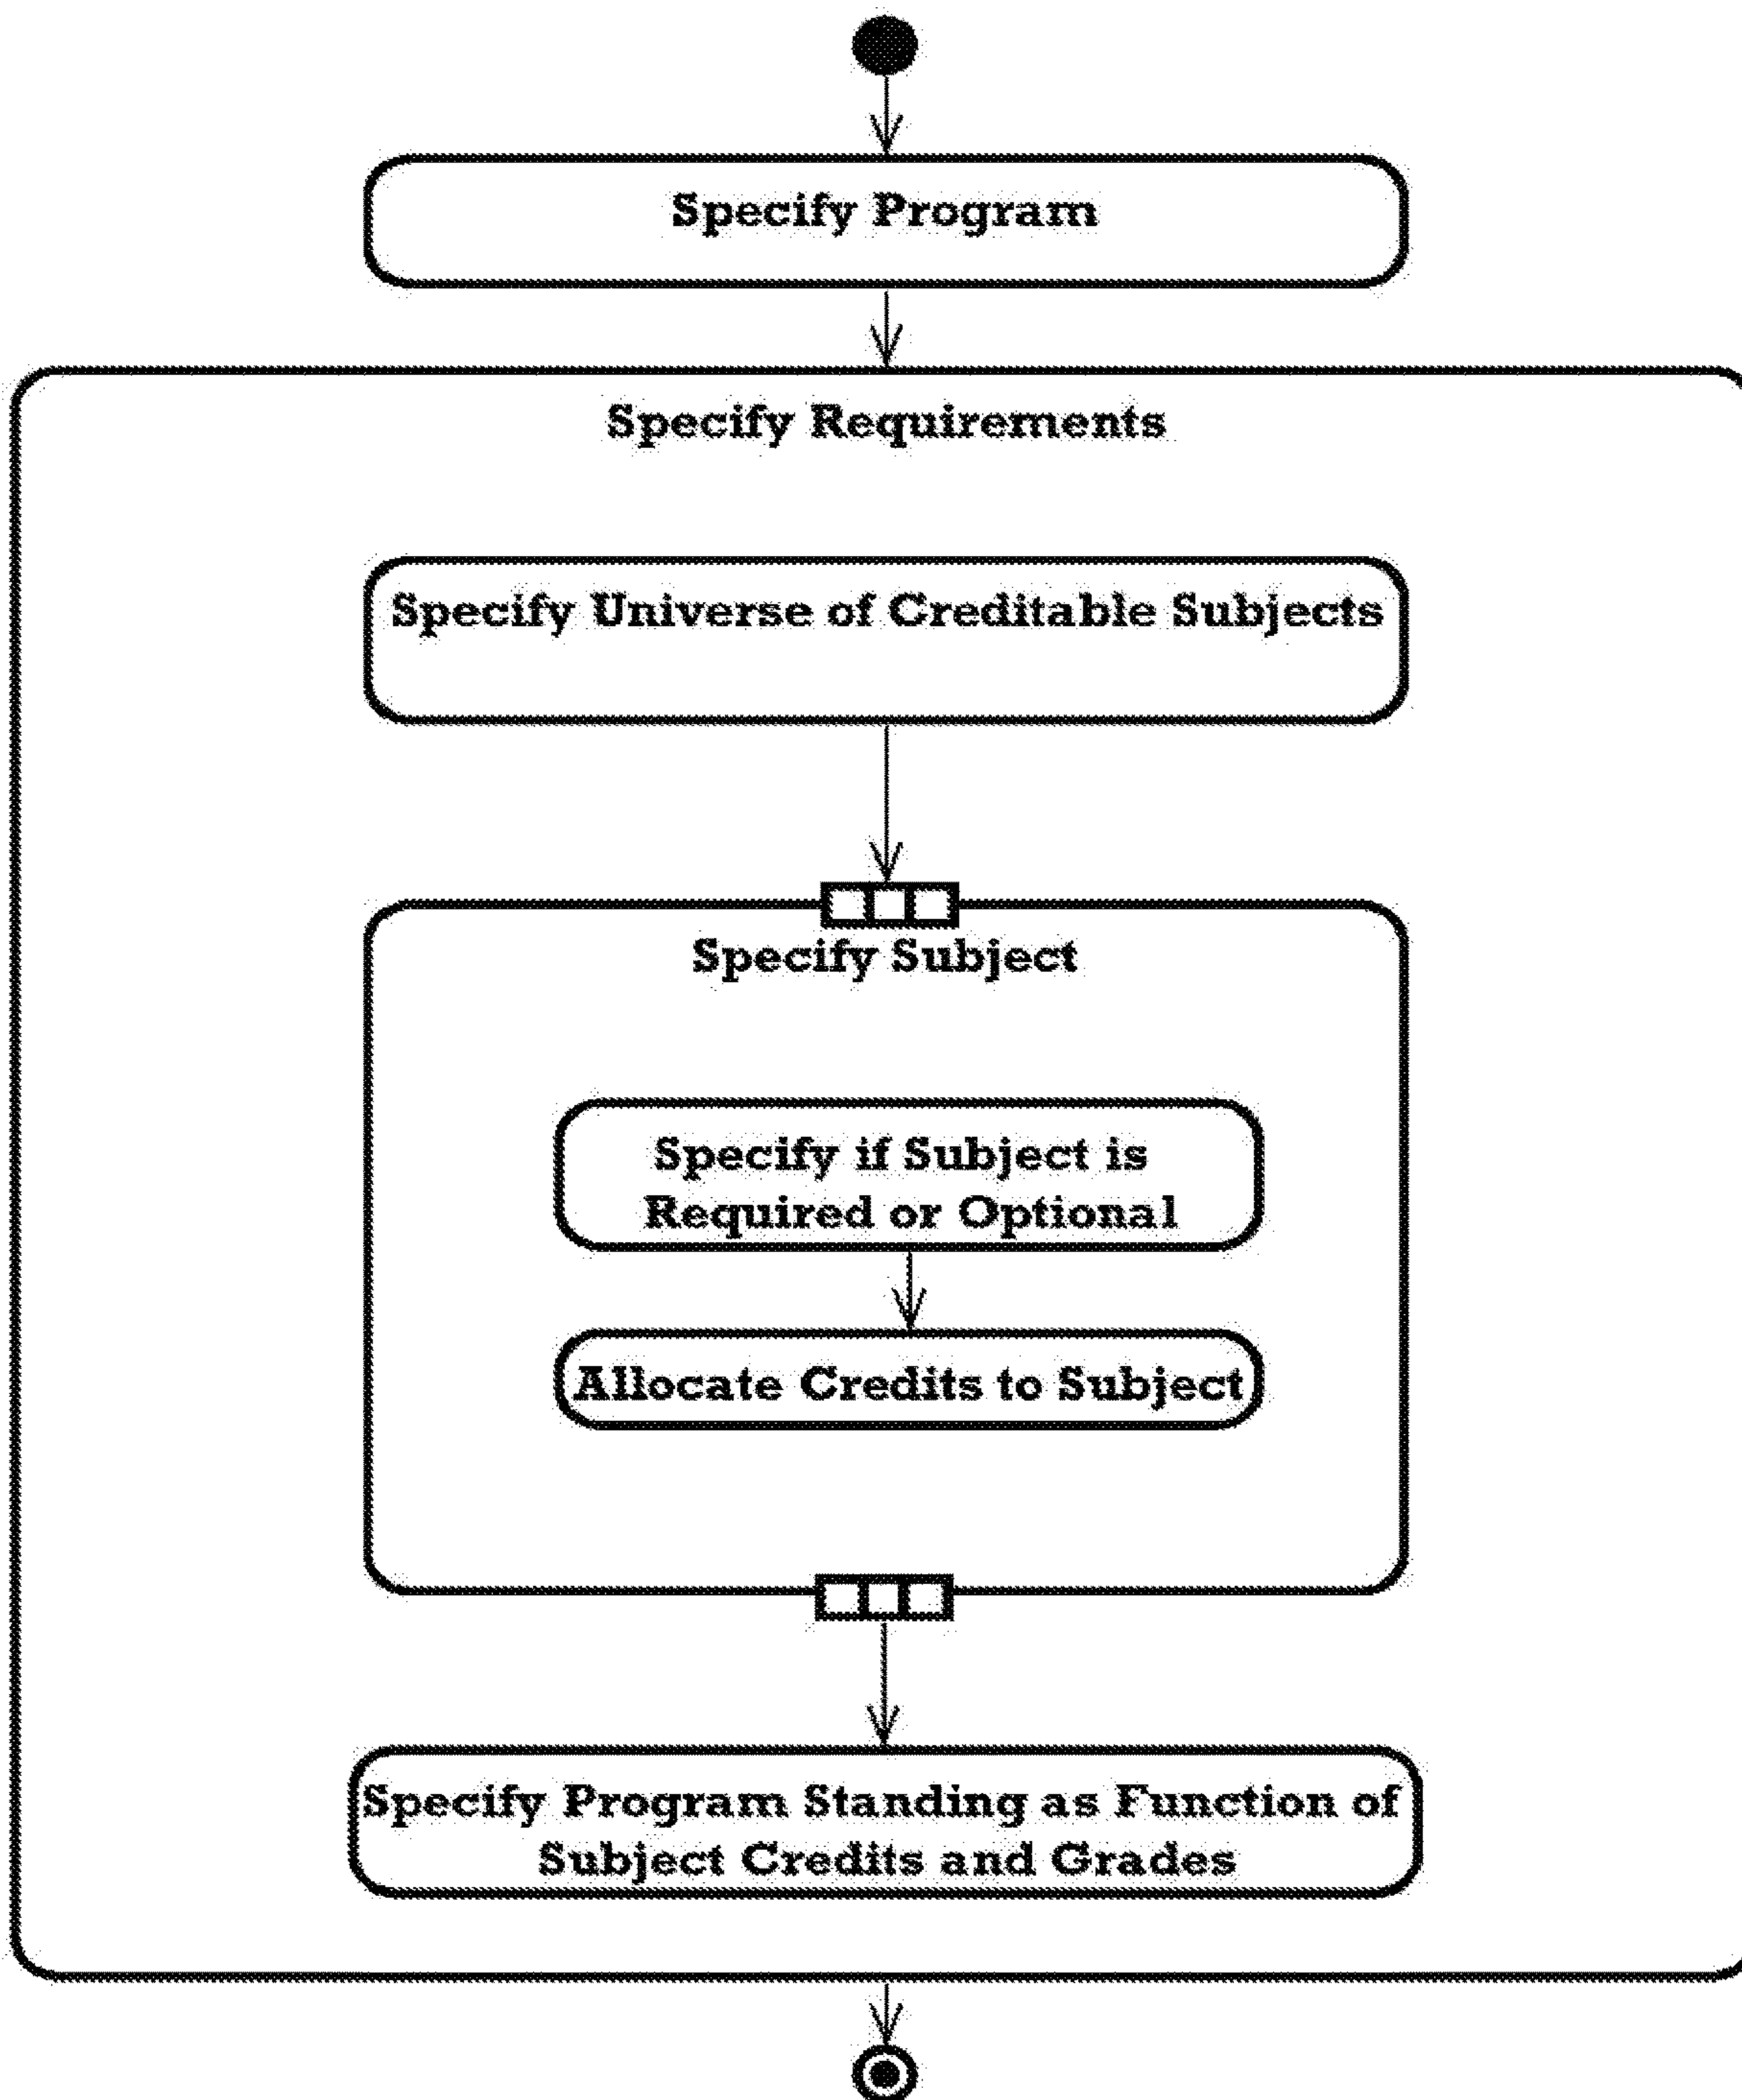 Specify Program
Specify Requirements
Specify Universe of Creditable Subjects
Specify Subject
Specify if Subject is
Required or Optional
Allocate Credits to Subject
Specify Program Standing as Function of
Subject Credits and Grades